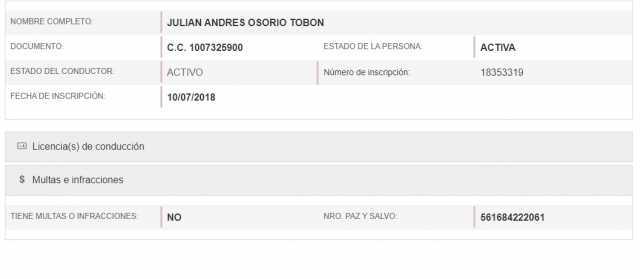 NOMBRE COMPLETO: JULIAN ANDRES OSORIO TOBON
DOCUMENTO: C.C. 1007325900 ESTADO DE LA PERSONA: ACTIVA
ESTADO DEL CONDUCTOR: ACTIVO Número de inscripción: 18353319
FECHA DE INSCRIPCIÓN: 10/07/2018
Licencia(s) de conducción
$ Multas e infracciones
TIENE MULTAS O INFRACCIONES: NO NRO. PAZ Y SALVO: 561684222061